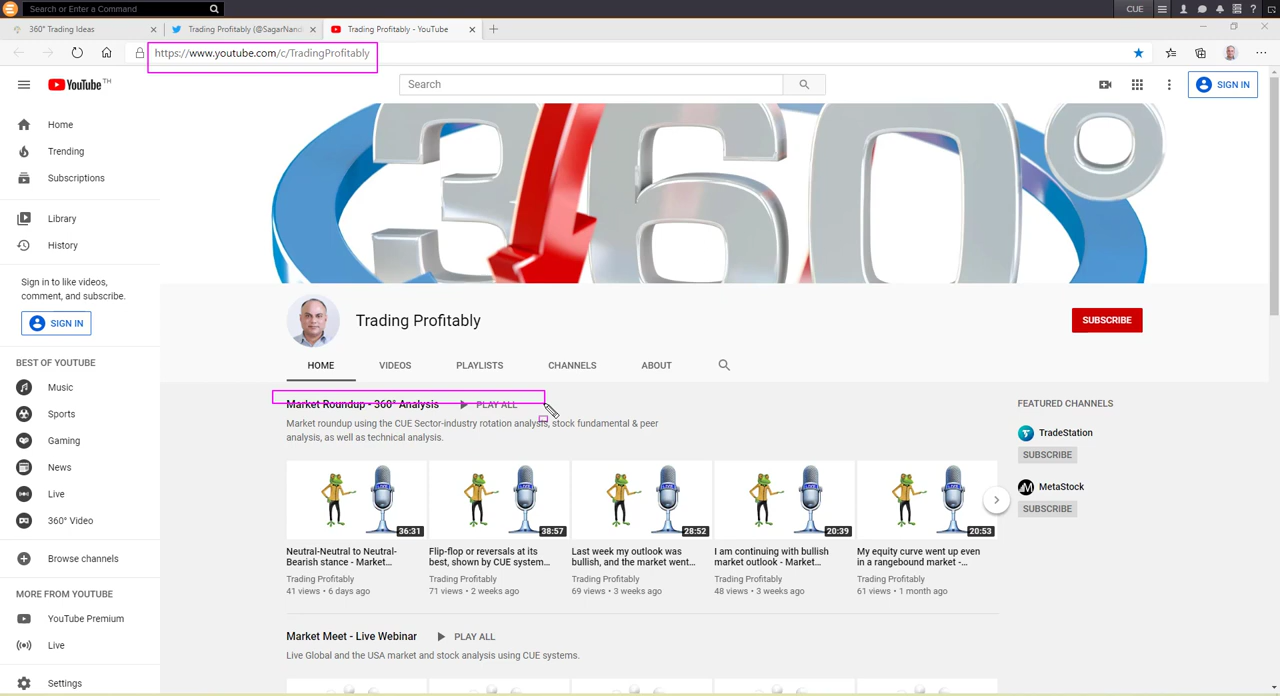 Search or Enter a Command
CUE
360° Trading Ideas
Trading Profitably (@SagarNand
Trading Profitably - YouTube
https://www.youtube.com/c/TradingProfitably
YouTube TH
Search
SIGN IN
Home
Trending
Subscriptions
Library
History
Sign in to like videos,
comment, and subscribe.
SIGN IN
BEST OF YOUTUBE
Music
Sports
Gaming
News
Live
360° Video
Browse channels
MORE FROM YOUTUBE
YouTube Premium
Live
Settings
360°
Trading Profitably
SUBSCRIBE
HOME
VIDEOS
PLAYLISTS
CHANNELS
ABOUT
Market Roundup - 360° Analysis
PLAY ALL
Market roundup using the CUE Sector-industry rotation analysis, stock fundamental & peer
analysis, as well as technical analysis.
LIVE
36:31
LIVE
38:57
LIVE
28:52
LIVE
20:39
LIVE
20:53
Neutral-Neutral to Neutral-
Bearish stance - Market...
Trading Profitably
41 views • 6 days ago
Flip-flop or reversals at its
best, shown by CUE system...
Trading Profitably
71 views • 2 weeks ago
Last week my outlook was
bullish, and the market went...
Trading Profitably
69 views • 3 weeks ago
I am continuing with bullish
market outlook - Market...
Trading Profitably
48 views • 3 weeks ago
My equity curve went up even
in a rangebound market -...
Trading Profitably
61 views • 1 month ago
Market Meet - Live Webinar
PLAY ALL
Live Global and the USA market and stock analysis using CUE systems.
FEATURED CHANNELS
TradeStation
SUBSCRIBE
MetaStock
SUBSCRIBE